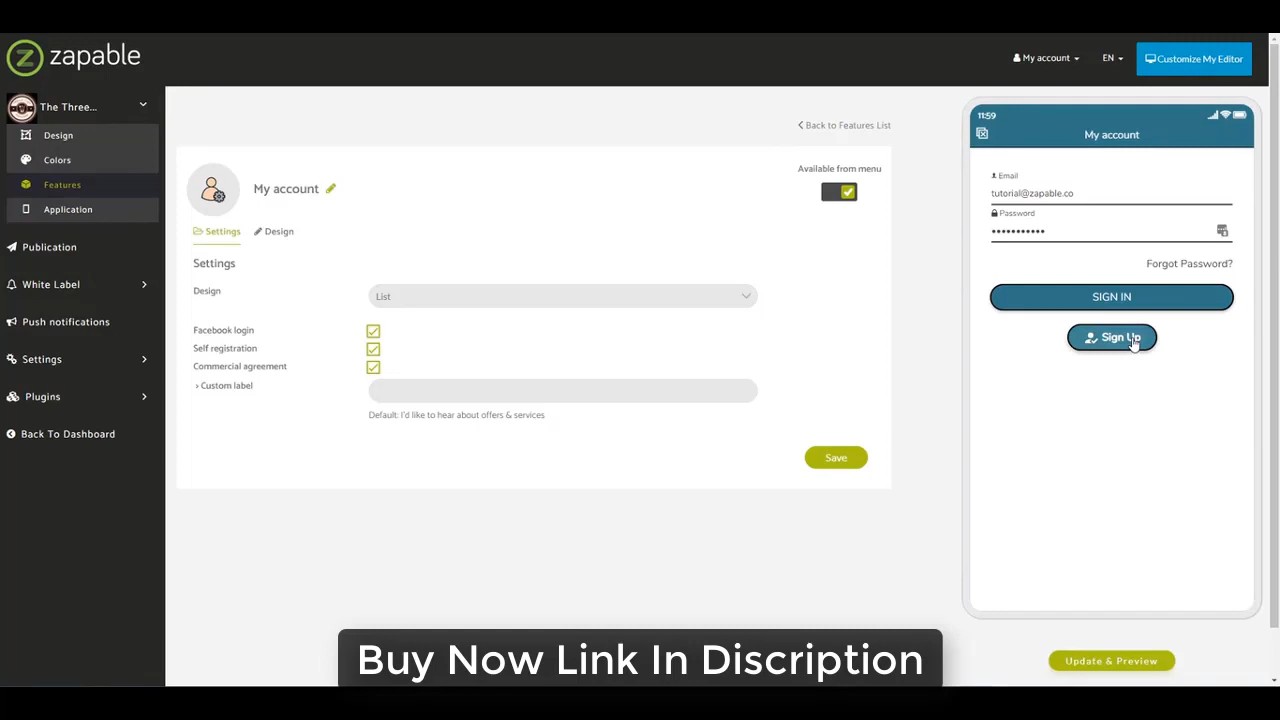 zapable
My account
EN
Customize My Editor
The Three...
Design
Colors
Features
Application
Publication
White Label
Push notifications
Settings
Plugins
Back To Dashboard
Back to Features List
My account
Available from menu
Settings
Design
Settings
Design
List
Facebook login
Self registration
Commercial agreement
› Custom label
Default: I'd like to hear about offers & services
Save
11:59
My account
Email
tutorial@zapable.co
Password
•••••••••••
Forgot Password?
SIGN IN
Sign Up
Update & Preview
Buy Now Link In Discription